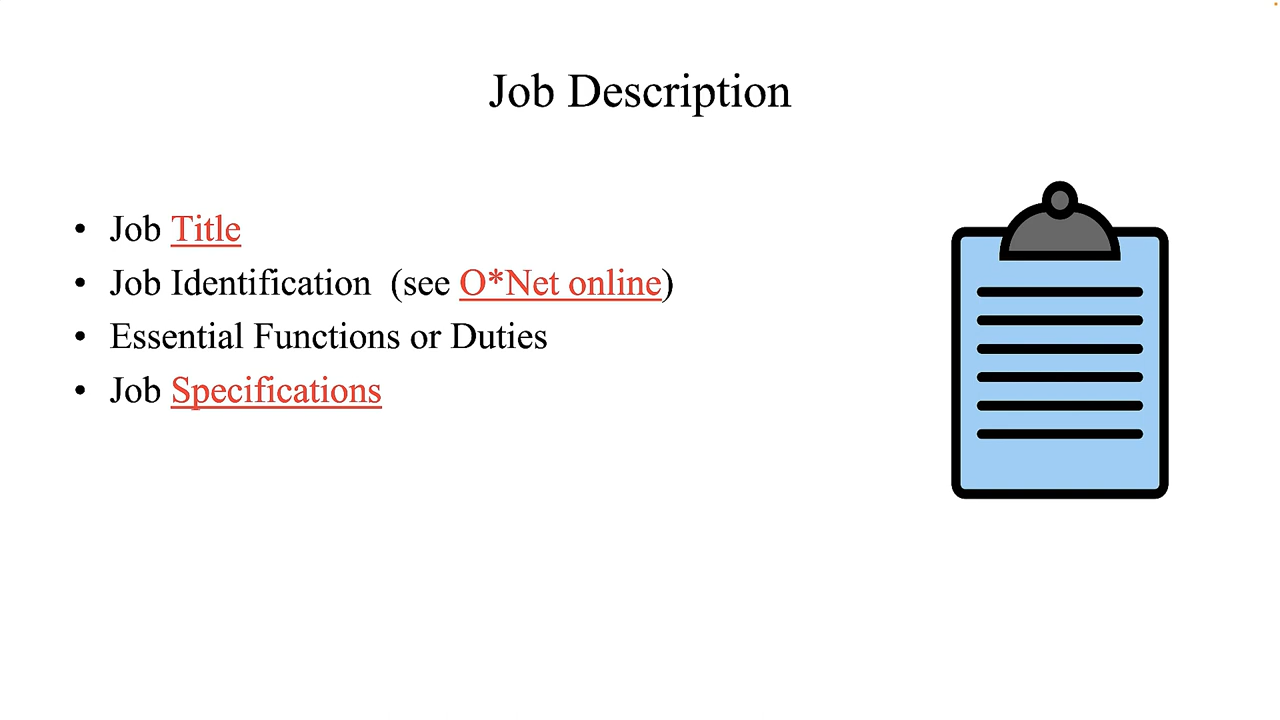 Job Description
• Job Title
• Job Identification  (see O*Net online)
• Essential Functions or Duties
• Job Specifications